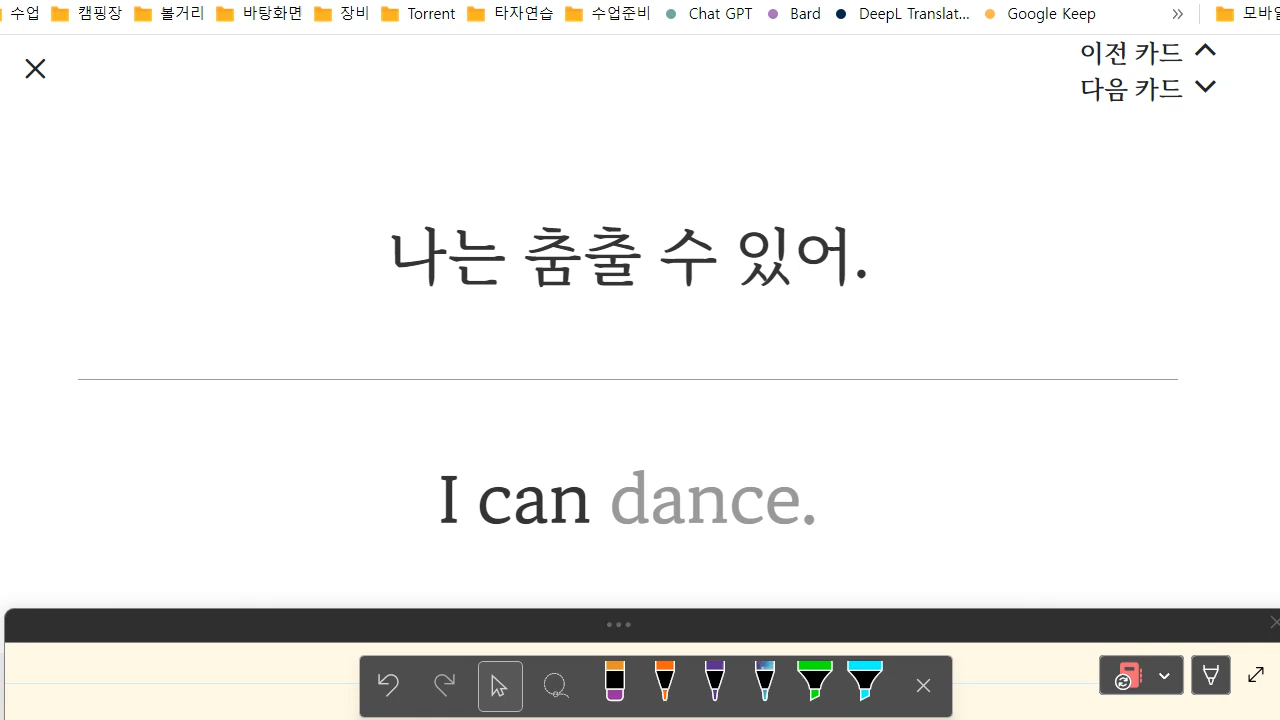 수업 캠핑장 볼거리 바탕화면 장비 Torrent 타자연습 수업준비 Chat GPT Bard DeepL Translat... Google Keep »
이전 카드
다음 카드
나는 춤출 수 있어.
I can dance.